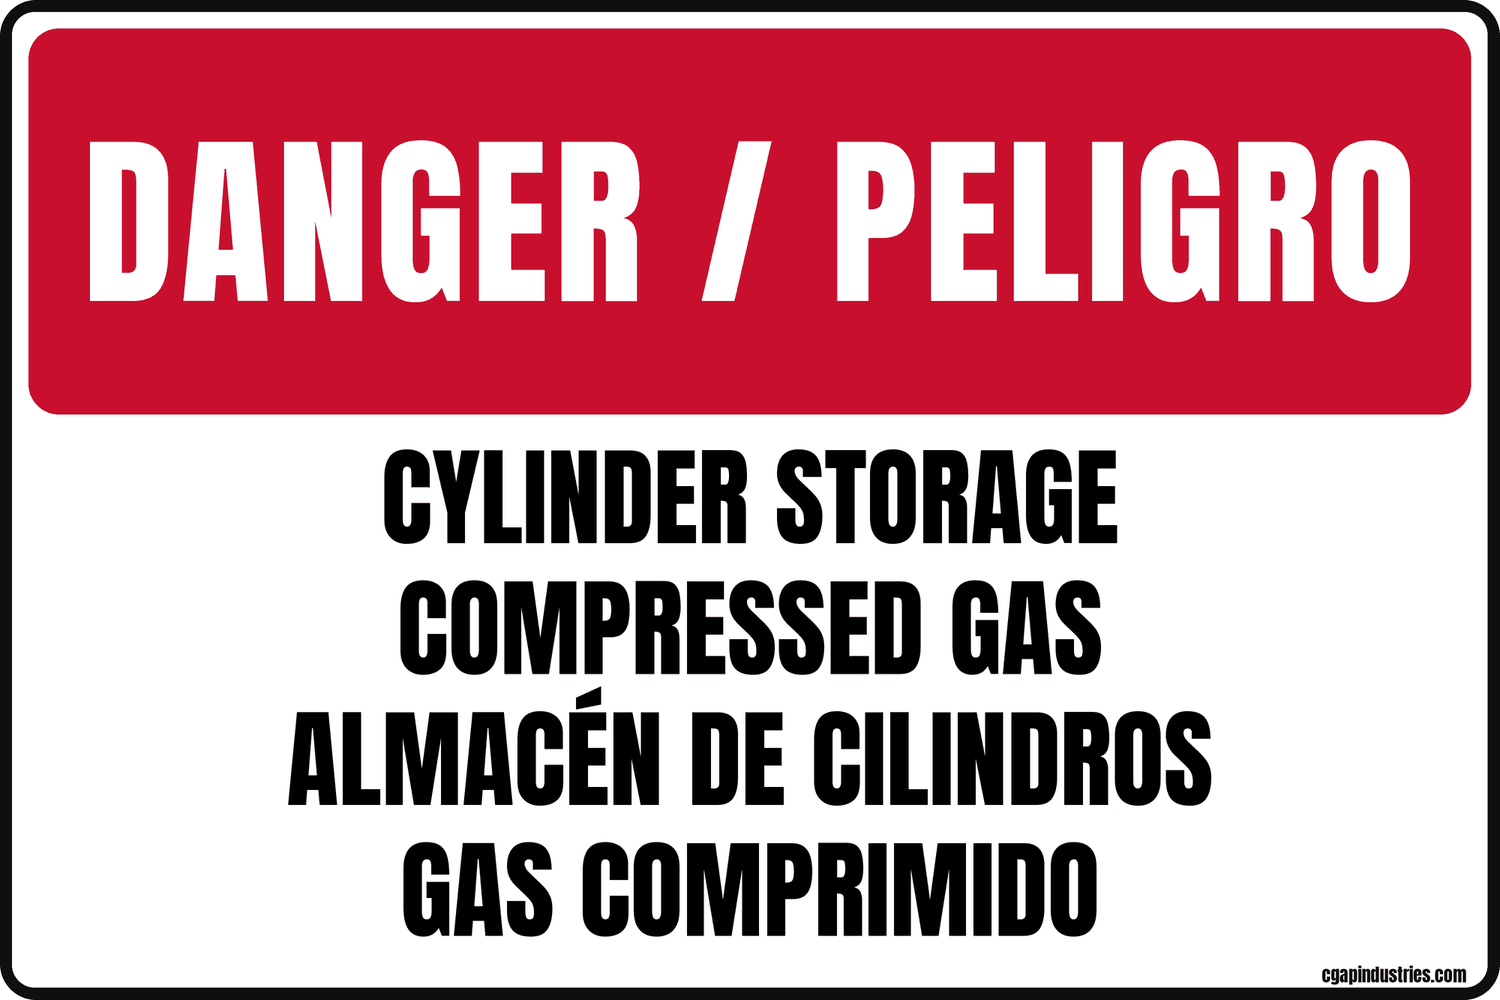 DANGER / PELIGRO
CYLINDER STORAGE
COMPRESSED GAS
ALMACÉN DE CILINDROS
GAS COMPRIMIDO
cgapindustries.com